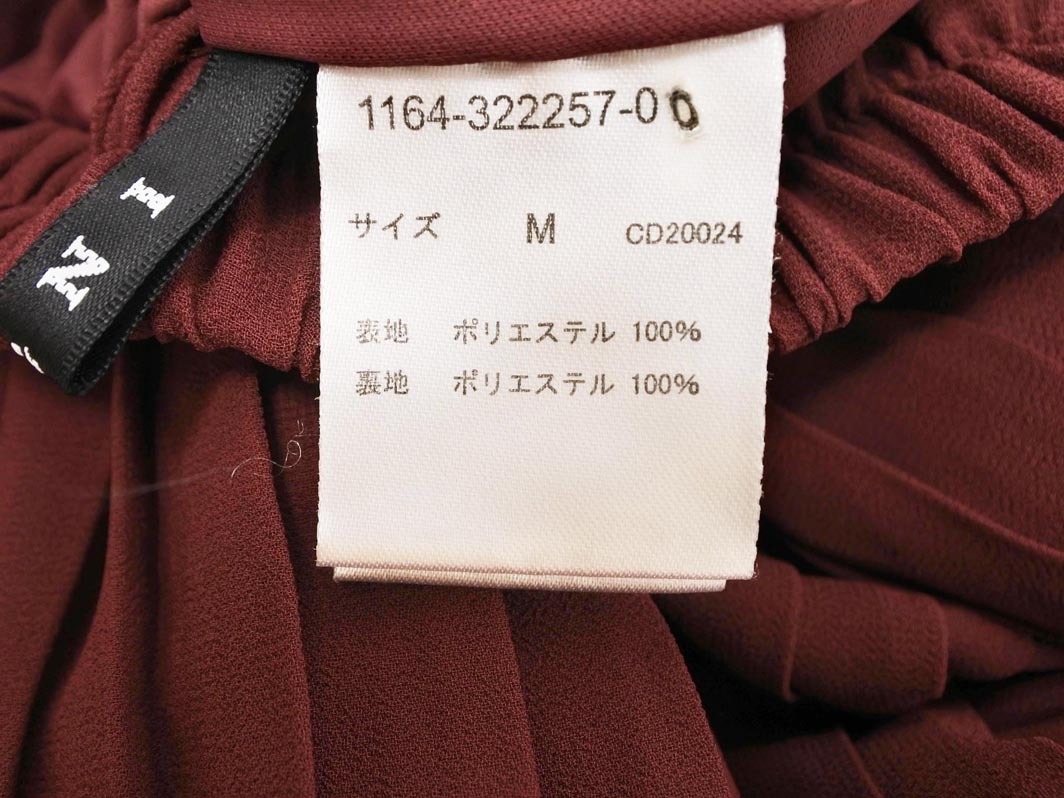 1164-322257-00
サイズ M CD20024
表地 ポリエステル 100%
裏地 ポリエステル 100%